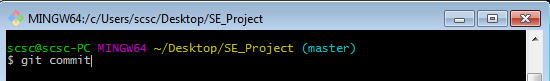 MINGW64:/c/Users/scsc/Desktop/SE_Project
scsc@scsc-PC MINGW64 ~/Desktop/SE_Project (master)
$ git commit